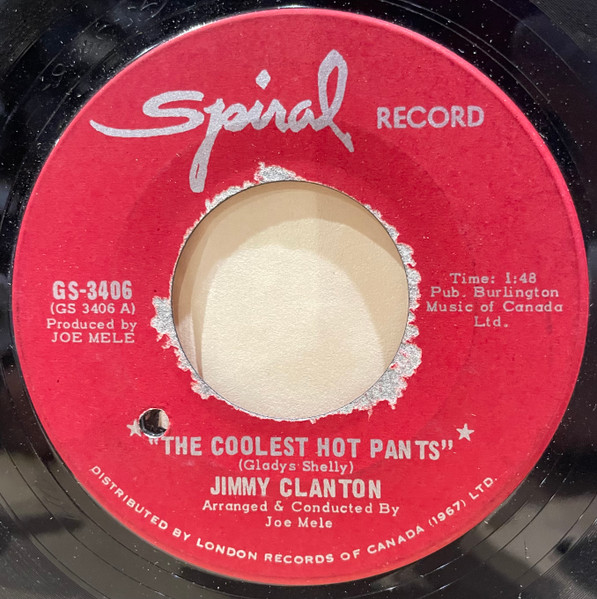 Spiral RECORD
GS-3406
(GS 3406 A)
Produced by
JOE MELE
Time: 1:48
Pub. Burlington
Music of Canada
Ltd.
"THE COOLEST HOT PANTS"
(Gladys Shelly)
JIMMY CLANTON
Arranged & Conducted By
Joe Mele
DISTRIBUTED BY LONDON RECORDS OF CANADA (1967) LTD.